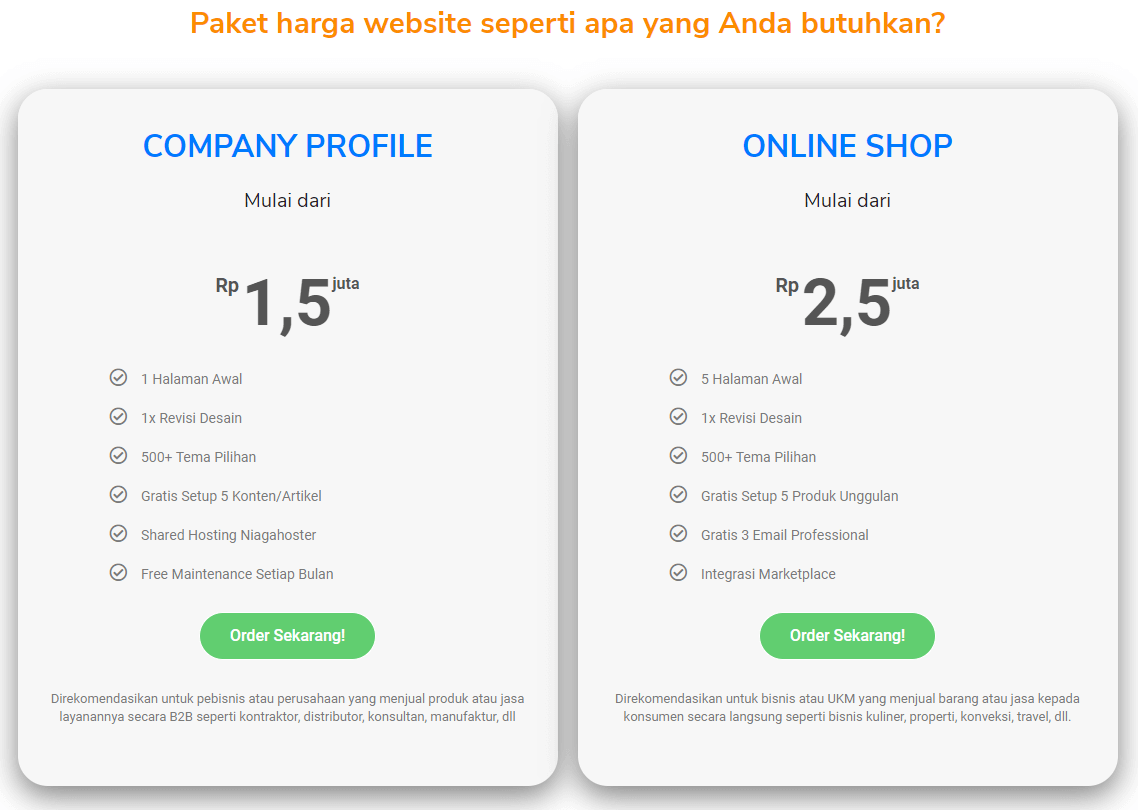 Paket harga website seperti apa yang Anda butuhkan?
COMPANY PROFILE
Mulai dari
Rp 1,5 juta
1 Halaman Awal
1x Revisi Desain
500+ Tema Pilihan
Gratis Setup 5 Konten/Artikel
Shared Hosting Niagahoster
Free Maintenance Setiap Bulan
Order Sekarang!
Direkomendasikan untuk pebisnis atau perusahaan yang menjual produk atau jasa
layanannya secara B2B seperti kontraktor, distributor, konsultan, manufaktur, dll
ONLINE SHOP
Mulai dari
Rp 2,5 juta
5 Halaman Awal
1x Revisi Desain
500+ Tema Pilihan
Gratis Setup 5 Produk Unggulan
Gratis 3 Email Professional
Integrasi Marketplace
Order Sekarang!
Direkomendasikan untuk bisnis atau UKM yang menjual barang atau jasa kepada
konsumen secara langsung seperti bisnis kuliner, properti, konveksi, travel, dll.